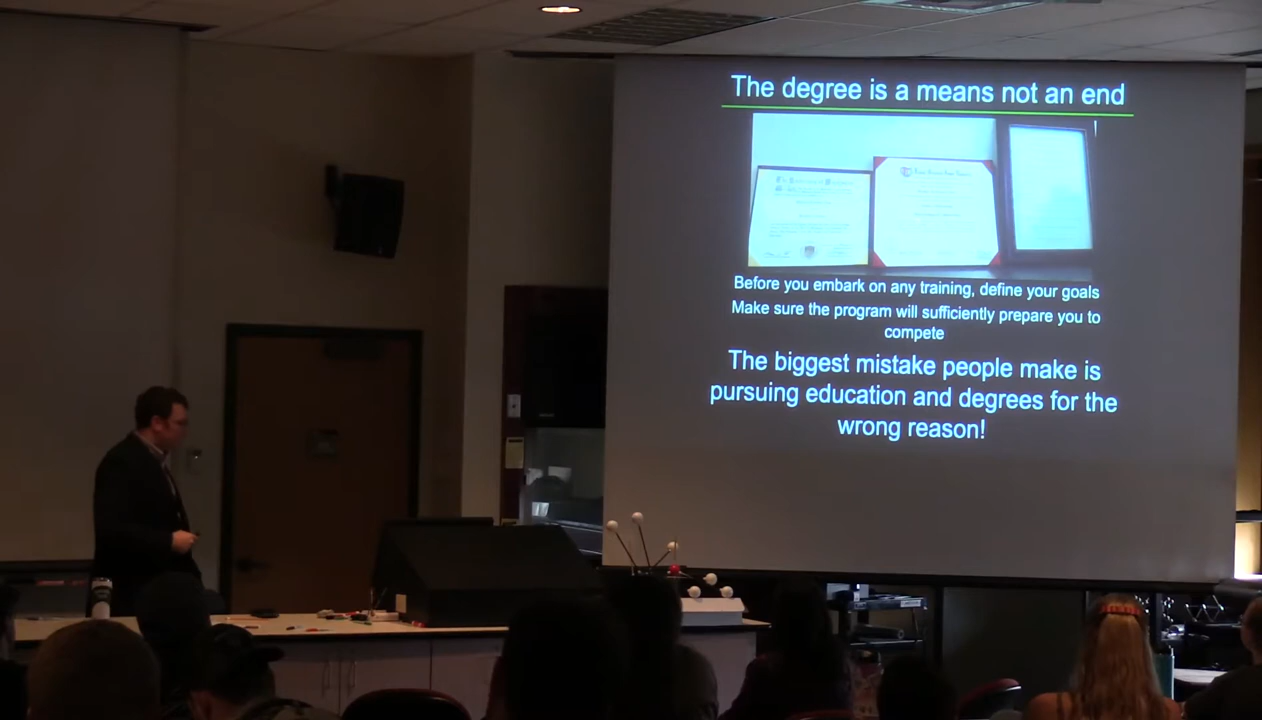 The degree is a means not an end
Before you embark on any training, define your goals
Make sure the program will sufficiently prepare you to
compete
The biggest mistake people make is
pursuing education and degrees for the
wrong reason!